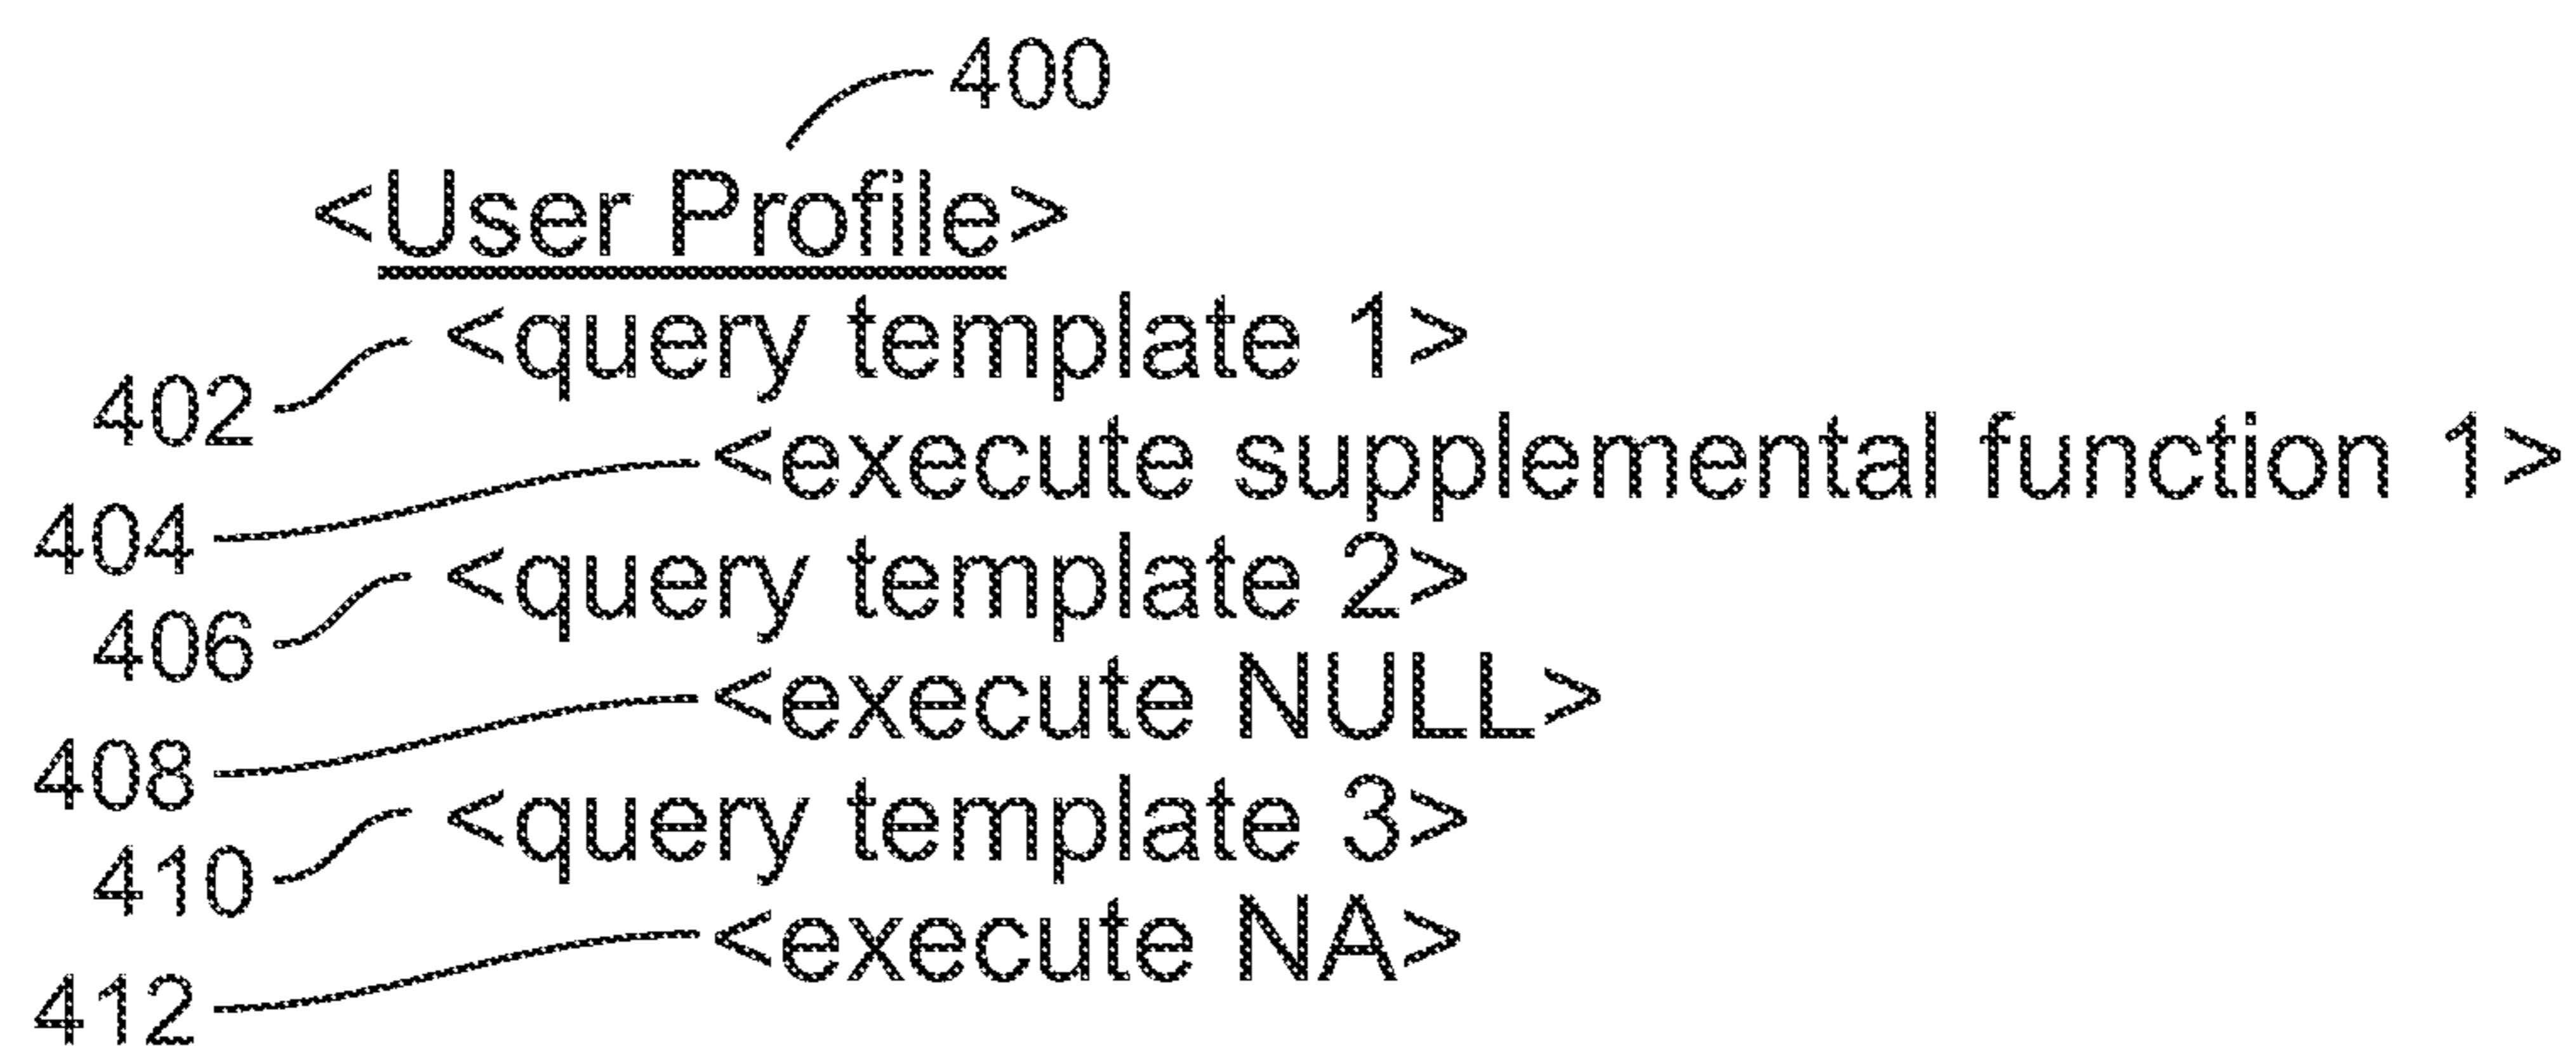 400
<User Profile>
<query template 1>
402
<execute supplemental function 1>
404
<query template 2>
406
<execute NULL>
408
<query template 3>
410
<execute NA>
412